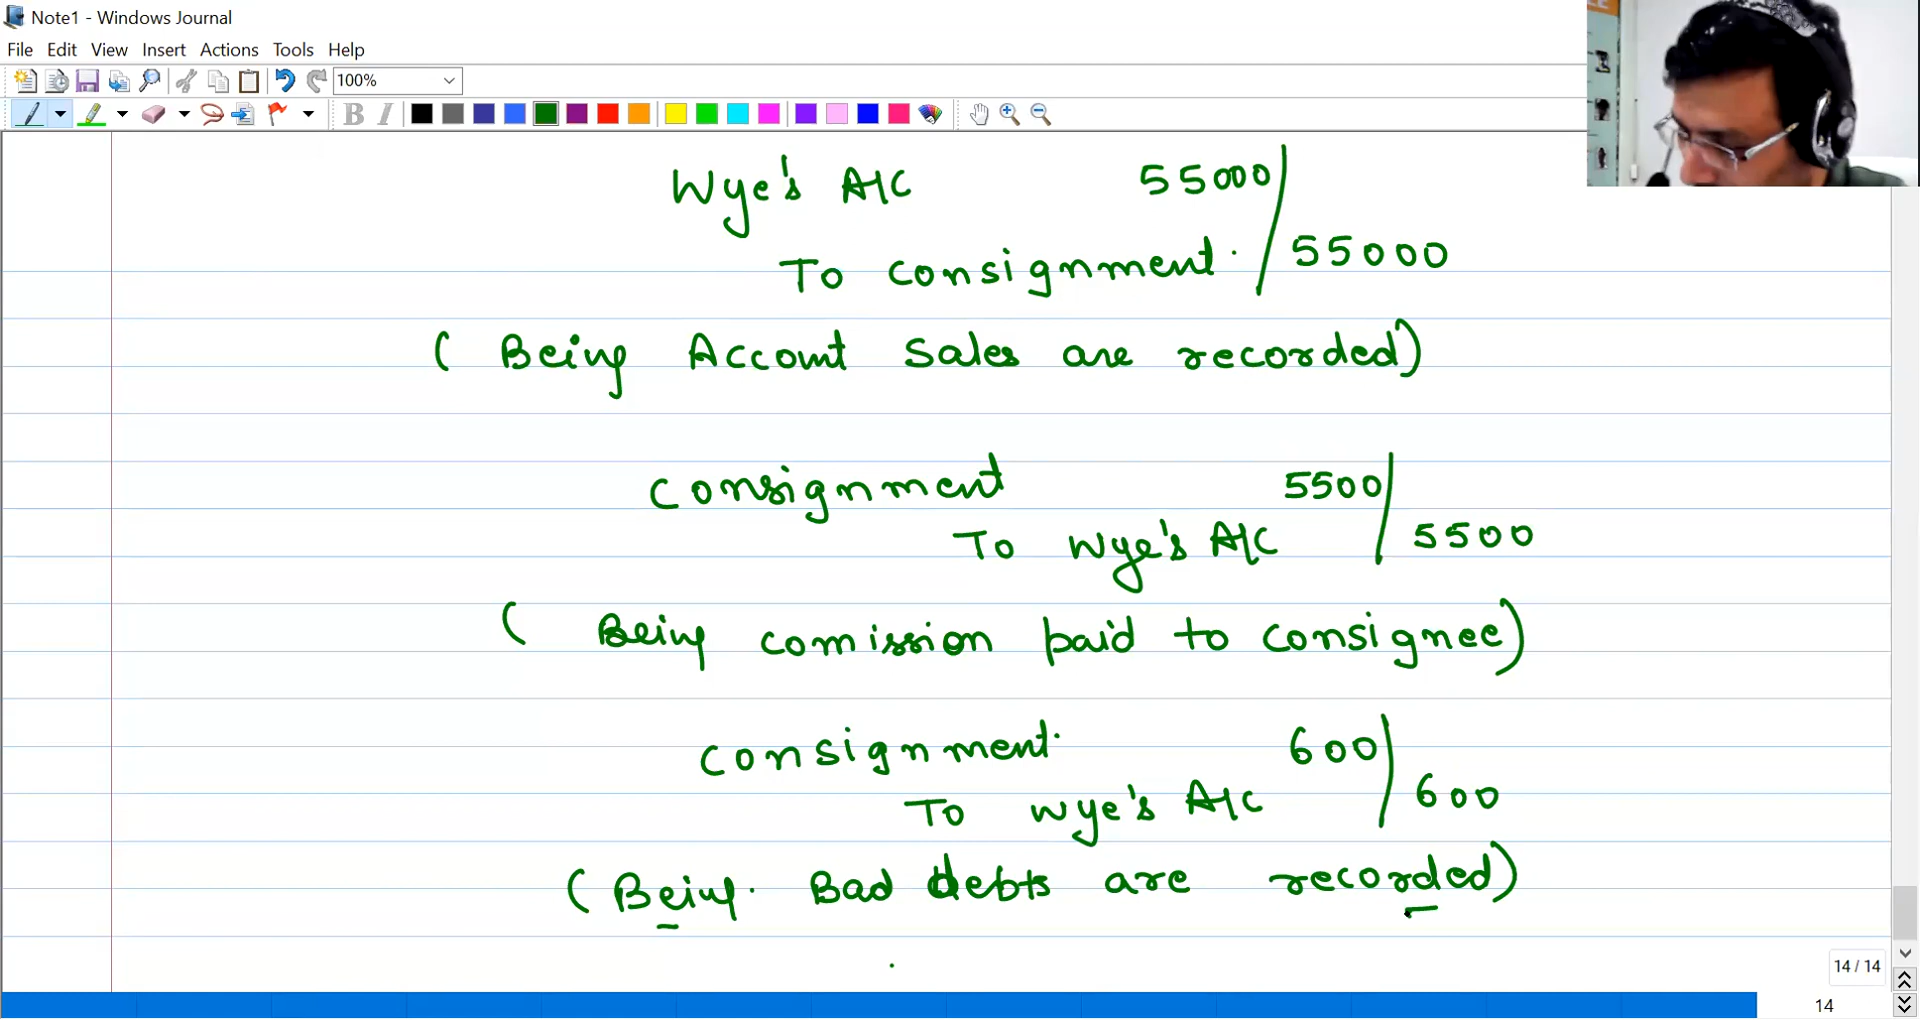 Note1 - Windows Journal
File Edit View Insert Actions Tools Help
100%
B I
Wye's A/C 55000
To consignment 55000
( Being Account Sales are recorded)
Consignment 5500
To Wye's A/C 5500
( Being comission paid to consignee)
Consignment 600
To Wye's A/C 600
(Being Bad debts are recorded)
14 / 14
14